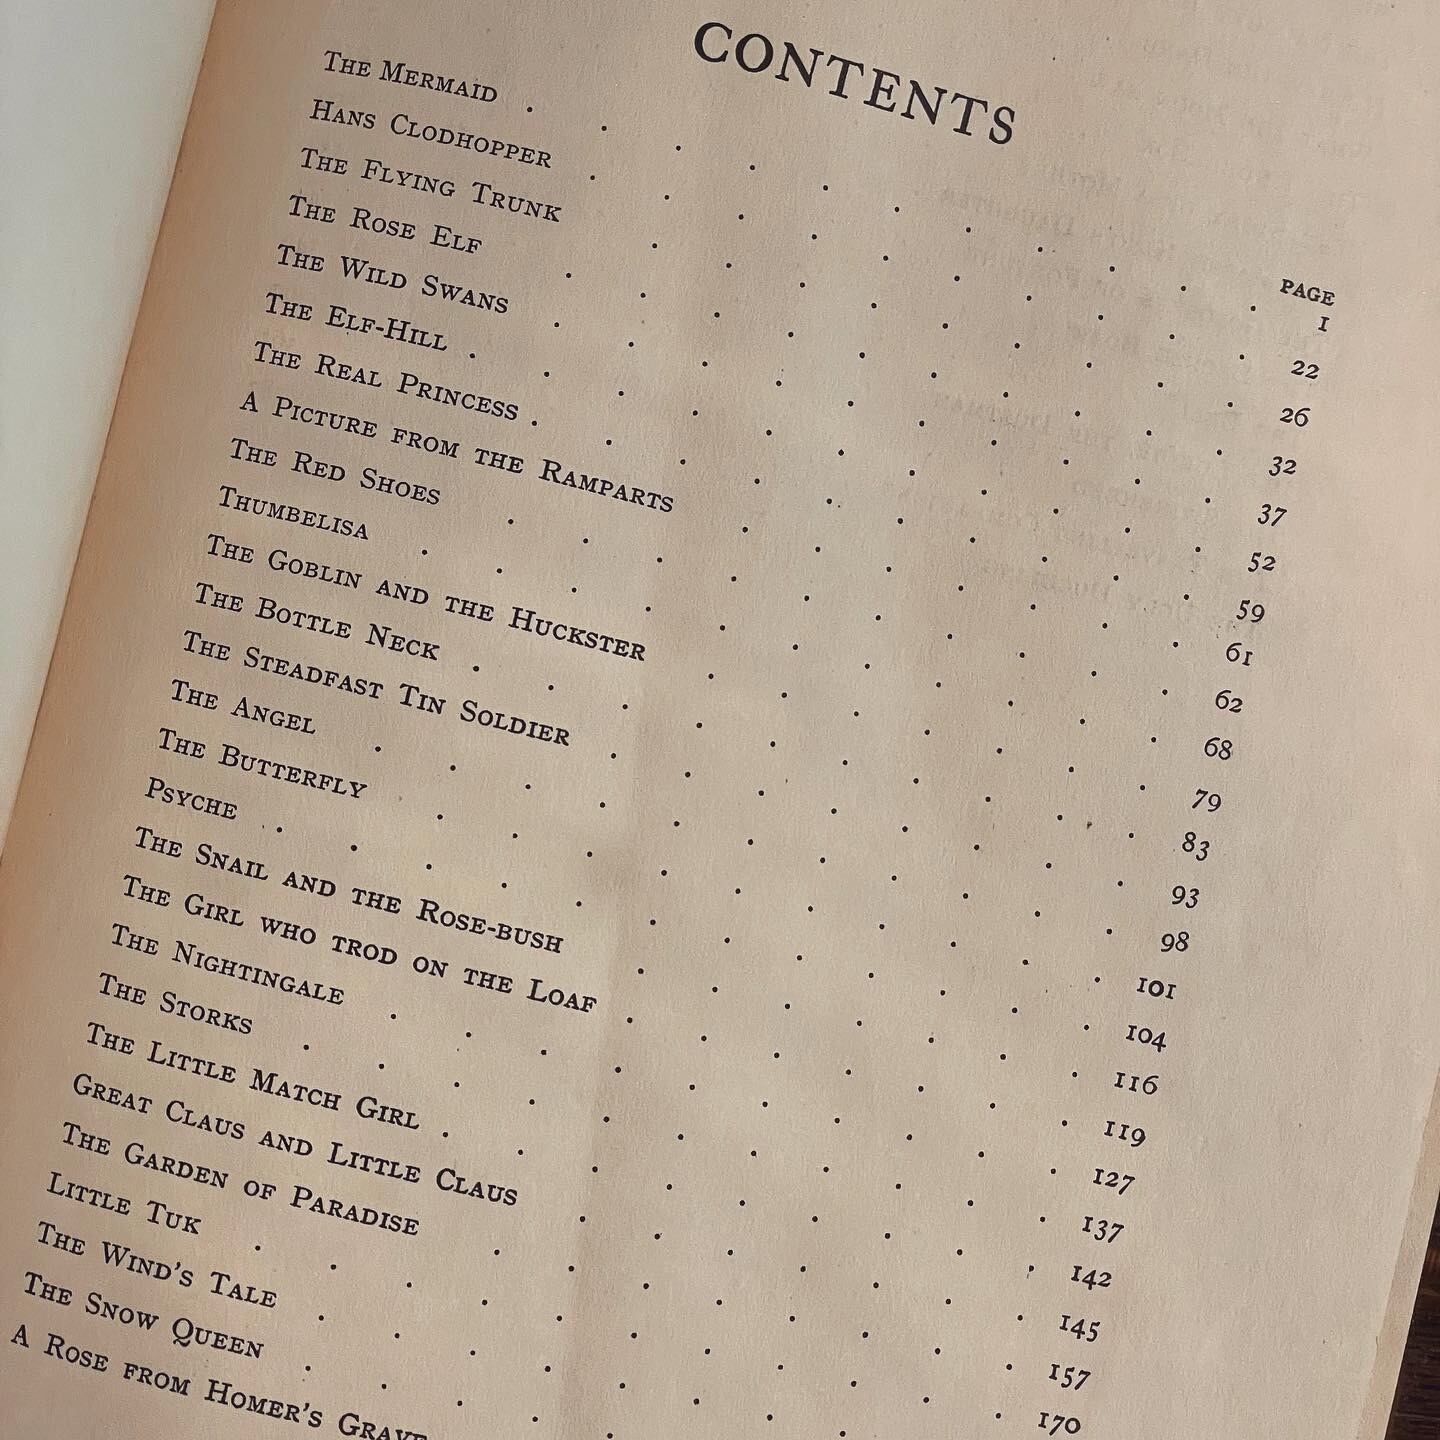 CONTENTS
PAGE
THE MERMAID . . . . . . . . . . . 1
HANS CLODHOPPER . . . . . . . . . . 22
THE FLYING TRUNK . . . . . . . . . 26
THE ROSE ELF . . . . . . . . . . 32
THE WILD SWANS . . . . . . . . . . 37
THE ELF-HILL . . . . . . . . . . . 52
THE REAL PRINCESS . . . . . . . . . . 59
A PICTURE FROM THE RAMPARTS . . . . . . . 61
THE RED SHOES . . . . . . . . . . 62
THUMBELISA . . . . . . . . . . . 68
THE GOBLIN AND THE HUCKSTER . . . . . . . 79
THE BOTTLE NECK . . . . . . . . . . 83
THE STEADFAST TIN SOLDIER . . . . . . . . 93
THE ANGEL . . . . . . . . . . . 98
THE BUTTERFLY . . . . . . . . . . 101
PSYCHE . . . . . . . . . . . . 104
THE SNAIL AND THE ROSE-BUSH . . . . . . . 116
THE GIRL WHO TROD ON THE LOAF . . . . . . . 119
THE NIGHTINGALE . . . . . . . . . . 127
THE STORKS . . . . . . . . . . . 137
THE LITTLE MATCH GIRL . . . . . . . . . 142
GREAT CLAUS AND LITTLE CLAUS . . . . . . . 145
THE GARDEN OF PARADISE . . . . . . . . 157
LITTLE TUK . . . . . . . . . . . 170
THE WIND'S TALE
THE SNOW QUEEN
A ROSE FROM HOMER'S GRAVE